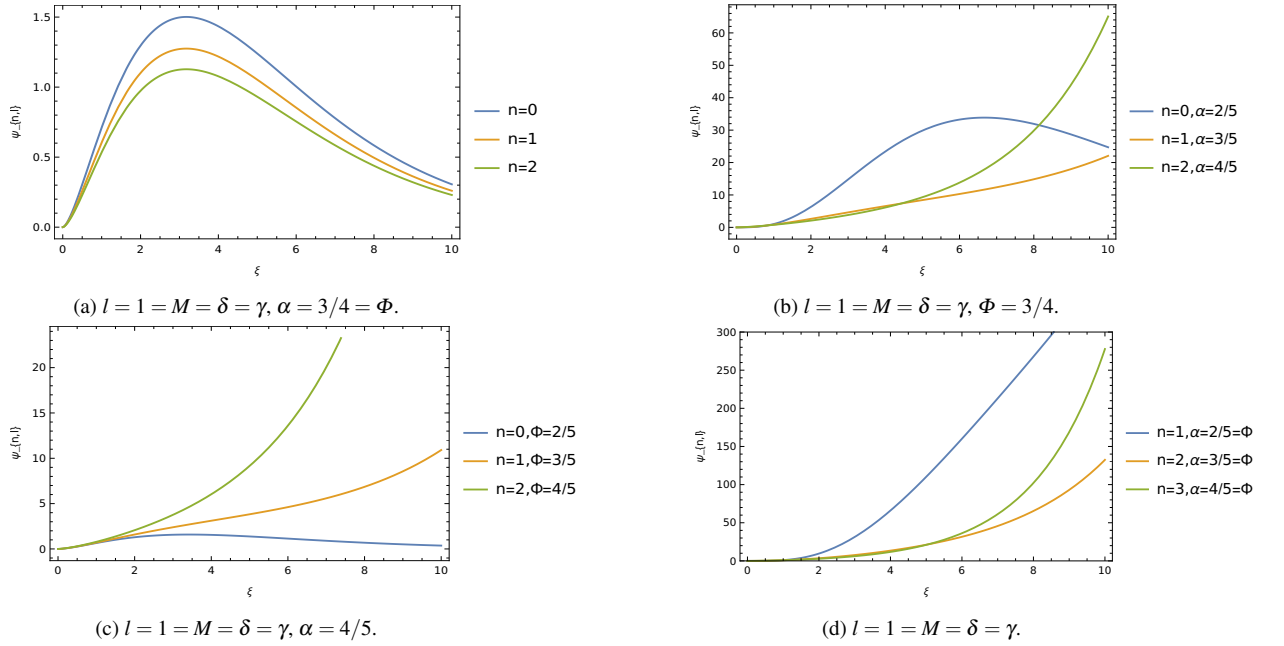 1.5
1.0
0.5
0.0
ψ_{n,l}
0
2
4
6
8
10
ξ
n=0
n=1
n=2
(a) l = 1 = M = δ = γ, α = 3/4 = Φ.
60
50
40
30
20
10
0
ψ_{n,l}
0
2
4
6
8
10
ξ
n=0,α=2/5
n=1,α=3/5
n=2,α=4/5
(b) l = 1 = M = δ = γ, Φ = 3/4.
20
15
10
5
0
ψ_{n,l}
0
2
4
6
8
10
ξ
n=0,Φ=2/5
n=1,Φ=3/5
n=2,Φ=4/5
(c) l = 1 = M = δ = γ, α = 4/5.
300
250
200
150
100
50
0
ψ_{n,l}
0
2
4
6
8
10
ξ
n=1,α=2/5=Φ
n=2,α=3/5=Φ
n=3,α=4/5=Φ
(d) l = 1 = M = δ = γ.